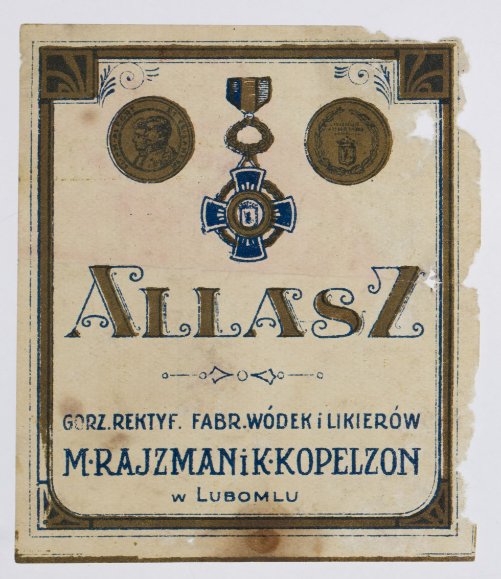 ALLASZ
GORZ. REKTYF. FABR. WÓDEK i LIKIERÓW
M·RAJZMAN i K·KOPELZON
w LUBOMLU